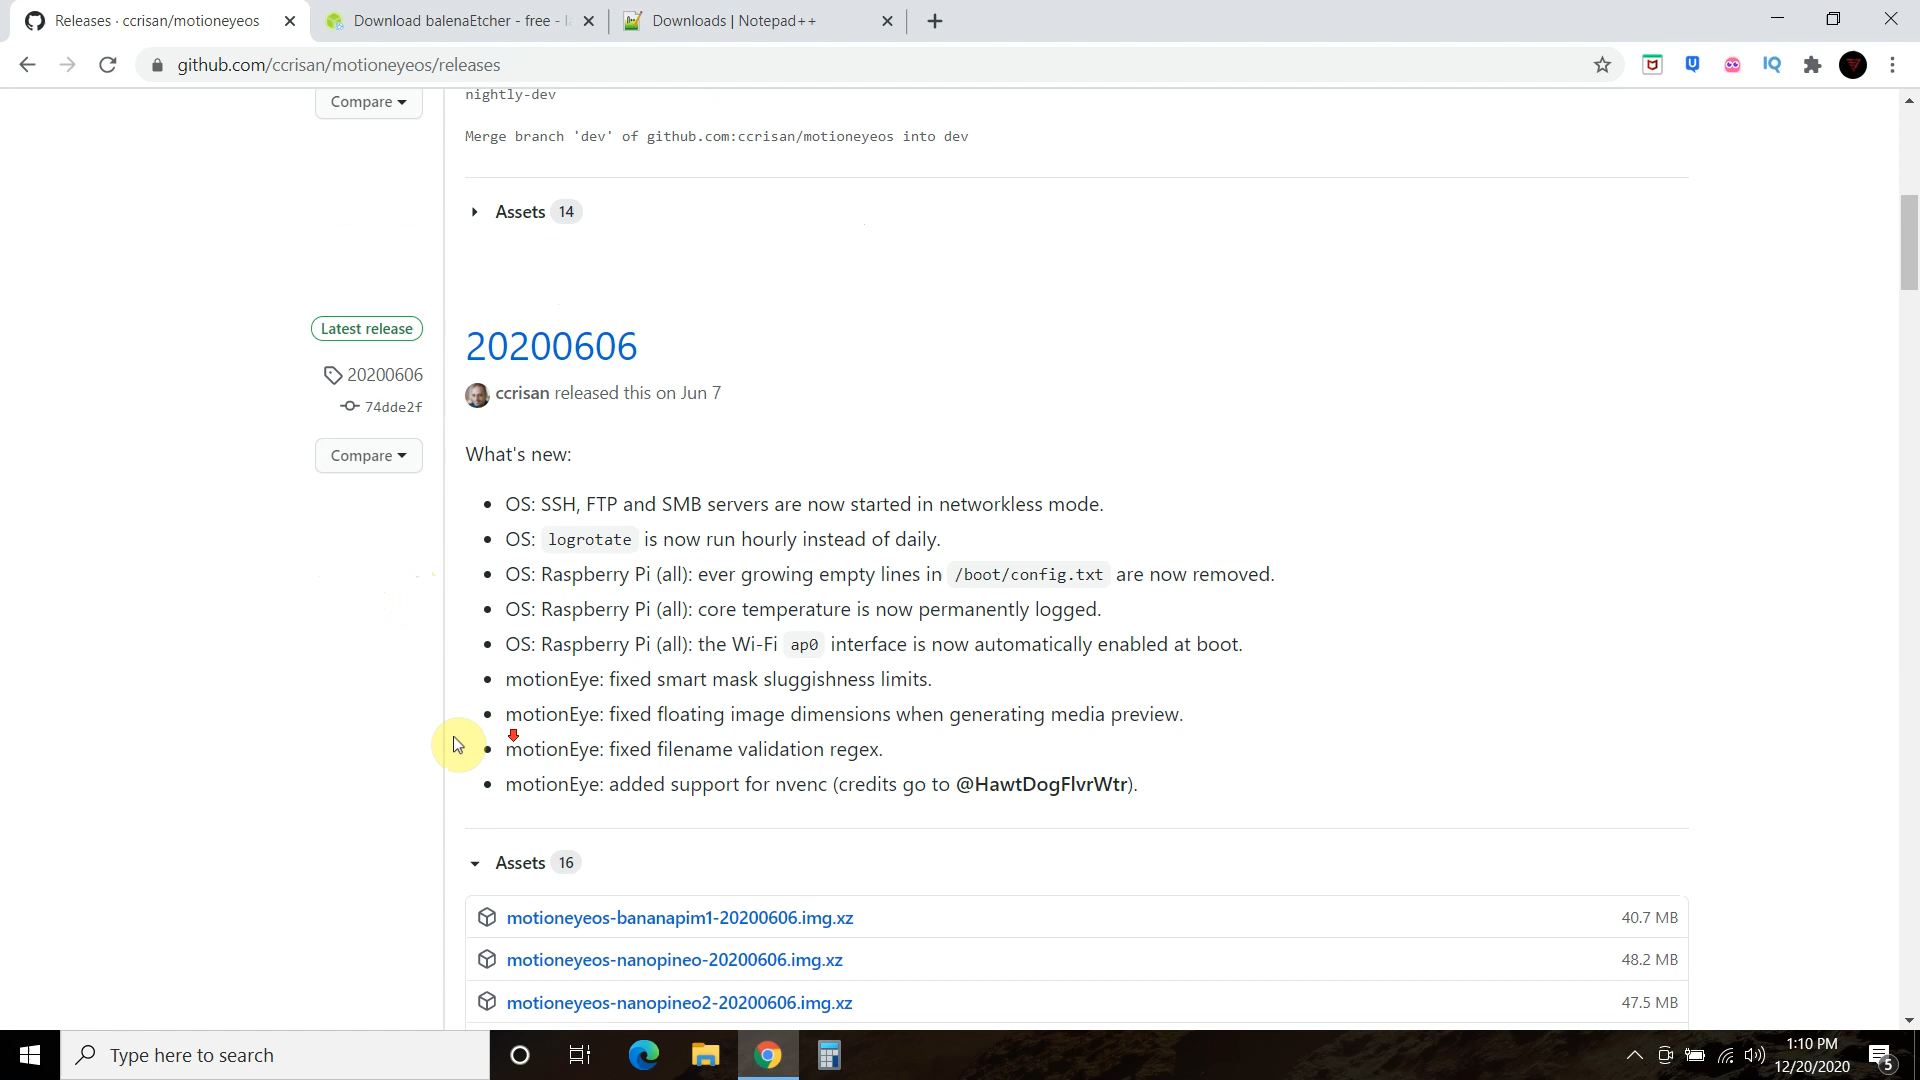 Releases · ccrisan/motioneyeos
Download balenaEtcher - free -
Downloads | Notepad++
github.com/ccrisan/motioneyeos/releases
IQ
Compare
nightly-dev
Merge branch 'dev' of github.com:ccrisan/motioneyeos into dev
Assets 14
Latest release
20200606
20200606
74dde2f
Compare
ccrisan released this on Jun 7
What's new:
OS: SSH, FTP and SMB servers are now started in networkless mode.
OS: logrotate is now run hourly instead of daily.
OS: Raspberry Pi (all): ever growing empty lines in /boot/config.txt are now removed.
OS: Raspberry Pi (all): core temperature is now permanently logged.
OS: Raspberry Pi (all): the Wi-Fi ap0 interface is now automatically enabled at boot.
motionEye: fixed smart mask sluggishness limits.
motionEye: fixed floating image dimensions when generating media preview.
motionEye: fixed filename validation regex.
motionEye: added support for nvenc (credits go to @HawtDogFlvrWtr).
Assets 16
motioneyeos-bananapim1-20200606.img.xz 40.7 MB
motioneyeos-nanopineo-20200606.img.xz 48.2 MB
motioneyeos-nanopineo2-20200606.img.xz 47.5 MB
Type here to search
1:10 PM
12/20/2020
5